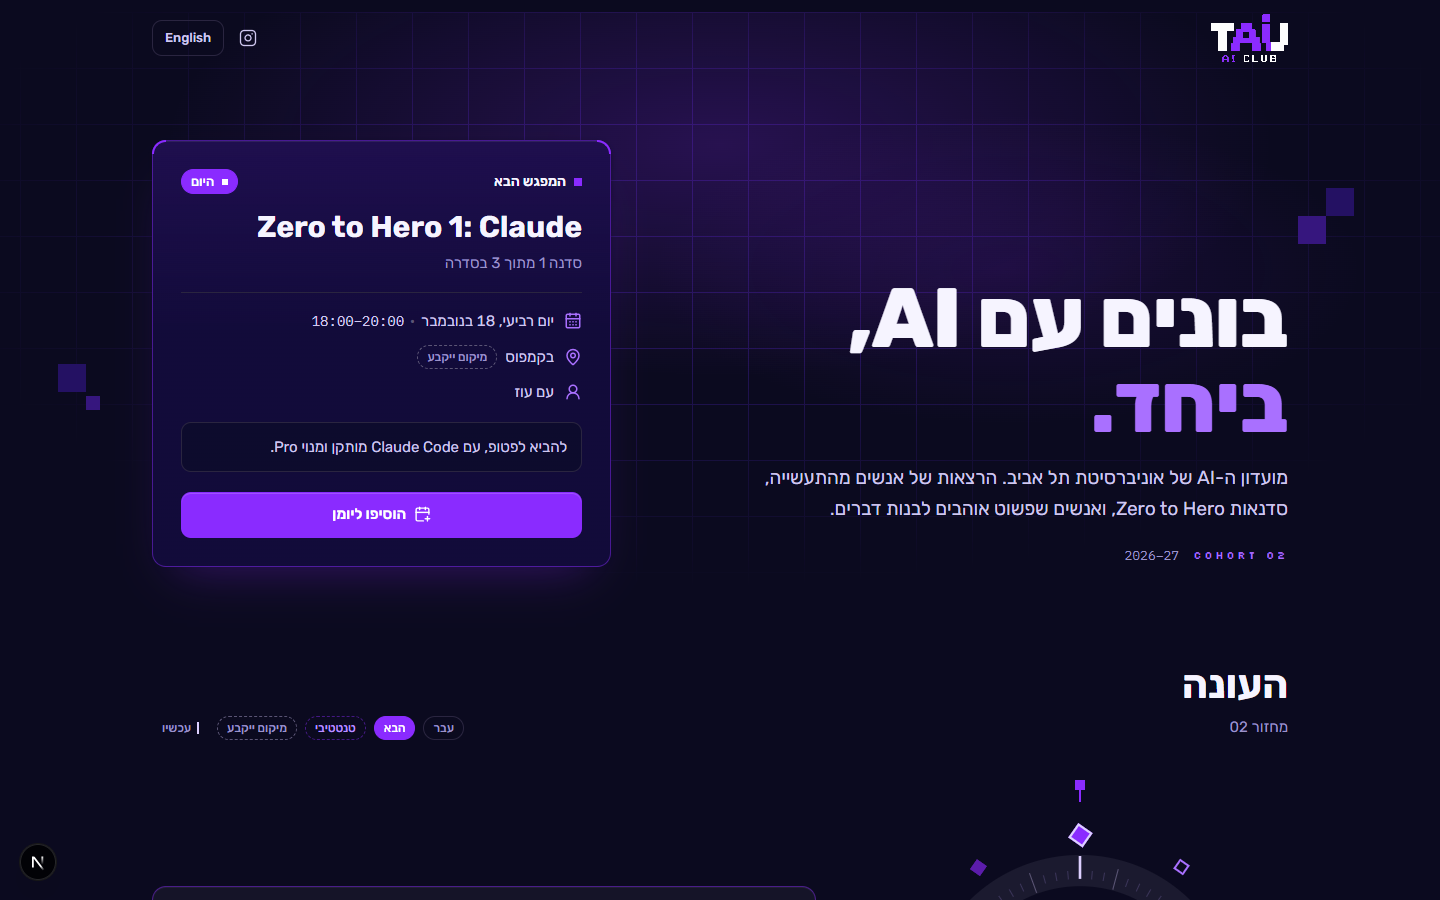 TAU
AI CLUB
English
בונים עם AI,
ביחד.
מועדון ה-AI של אוניברסיטת תל אביב. הרצאות של אנשים מהתעשייה,
סדנאות Zero to Hero, ואנשים שפשוט אוהבים לבנות דברים.
COHORT 02 2026–27
המפגש הבא
היום
Zero to Hero 1: Claude
סדנה 1 מתוך 3 בסדרה
יום רביעי, 18 בנובמבר • 18:00–20:00
בקמפוס מיקום ייקבע
עם עוז
להביא לפטופ, עם Claude Code מותקן ומנוי Pro.
הוסיפו ליומן
העונה
מחזור 02
עבר הבא טנטטיבי מיקום ייקבע עכשיו
N